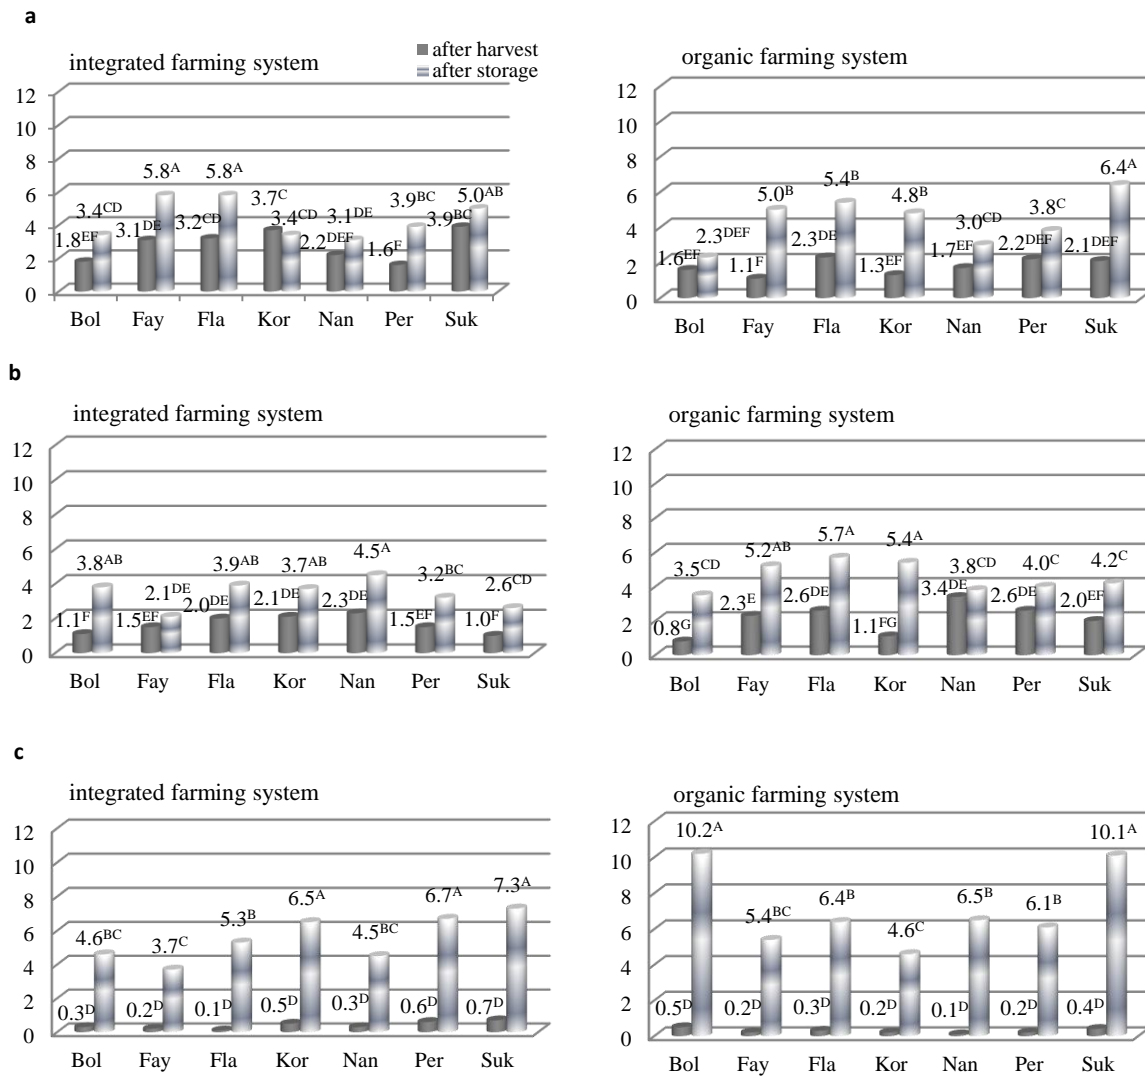 a
integrated farming system
after harvest
after storage
organic farming system
12
10
8
6
4
2
0
1.8EF
3.4CD
3.1DE
5.8A
3.2CD
5.8A
3.7C
3.4CD
2.2DEF
3.1DE
1.6F
3.9BC
3.9BC
5.0AB
Bol Fay Fla Kor Nan Per Suk
12
10
8
6
4
2
0
1.6EF
2.3DEF
1.1F
5.0B
2.3DE
5.4B
1.3EF
4.8B
1.7EF
3.0CD
2.2DEF
3.8C
2.1DEF
6.4A
Bol Fay Fla Kor Nan Per Suk
b
integrated farming system
organic farming system
12
10
8
6
4
2
0
1.1F
3.8AB
1.5EF
2.1DE
2.0DE
3.9AB
2.1DE
3.7AB
2.3DE
4.5A
1.5EF
3.2BC
1.0F
2.6CD
Bol Fay Fla Kor Nan Per Suk
12
10
8
6
4
2
0
0.8G
3.5CD
2.3E
5.2AB
2.6DE
5.7A
1.1FG
5.4A
3.4DE
3.8CD
2.6DE
4.0C
2.0EF
4.2C
Bol Fay Fla Kor Nan Per Suk
c
integrated farming system
organic farming system
12
10
8
6
4
2
0
0.3D
4.6BC
0.2D
3.7C
0.1D
5.3B
0.5D
6.5A
0.3D
4.5BC
0.6D
6.7A
0.7D
7.3A
Bol Fay Fla Kor Nan Per Suk
12
10
8
6
4
2
0
0.5D
10.2A
0.2D
5.4BC
0.3D
6.4B
0.2D
4.6C
0.1D
6.5B
0.2D
6.1B
0.4D
10.1A
Bol Fay Fla Kor Nan Per Suk